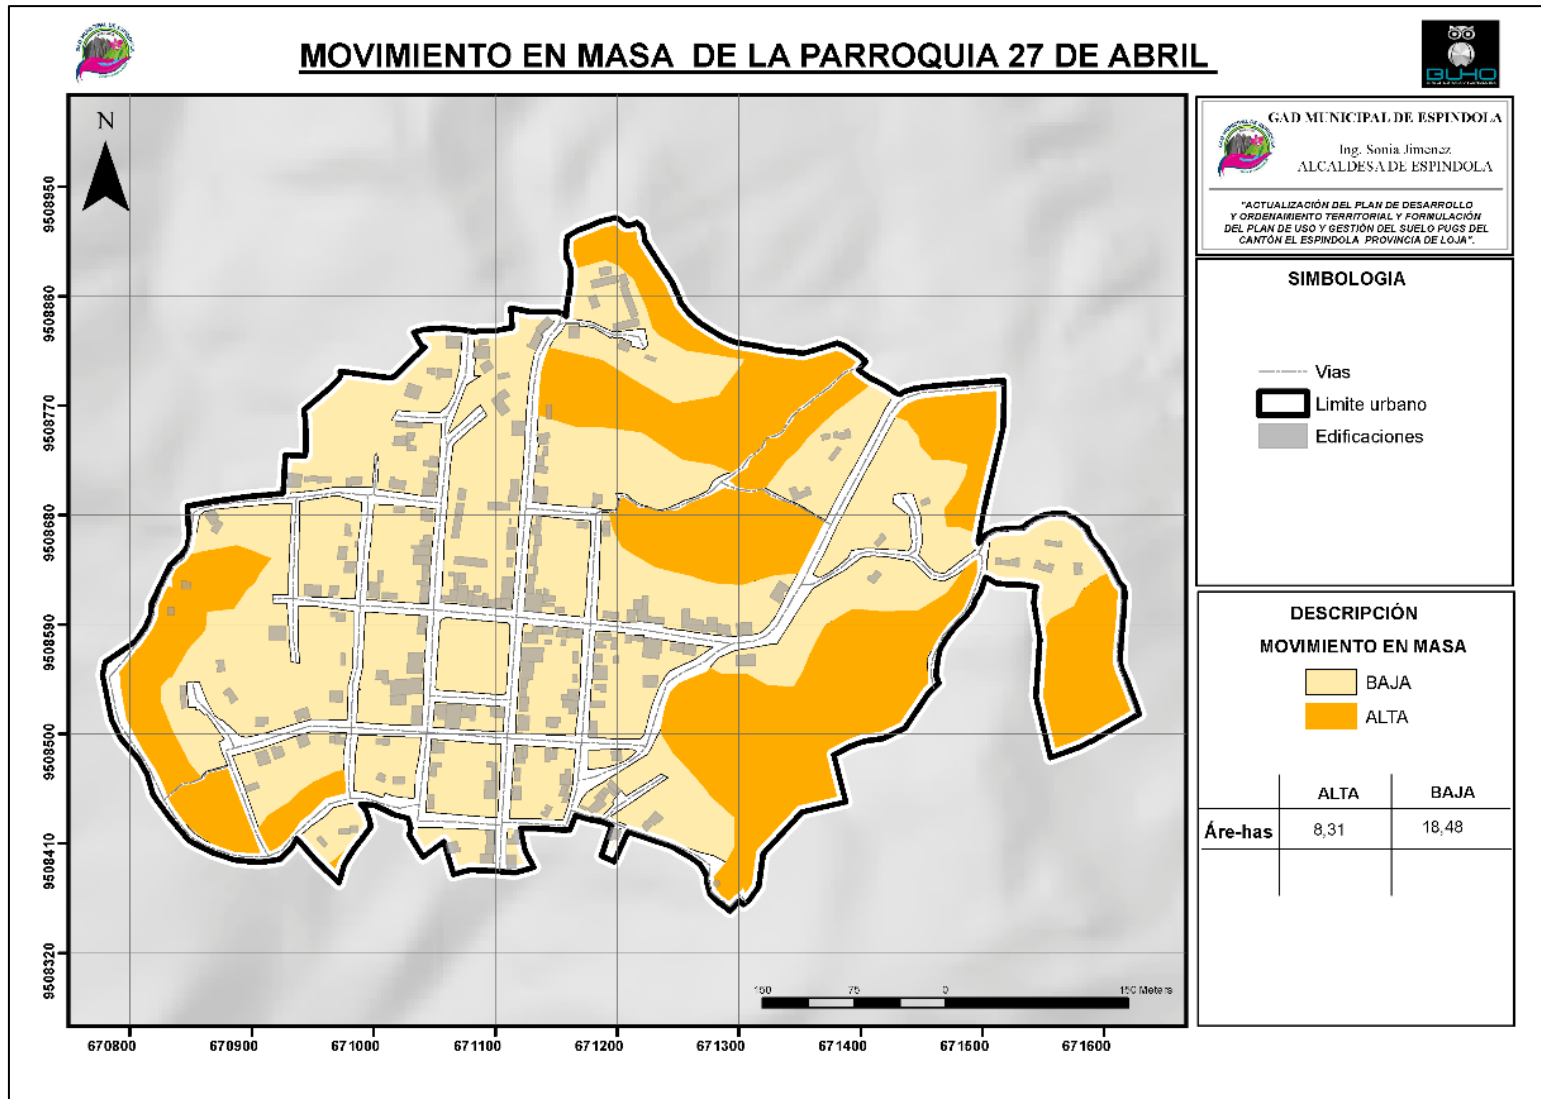 MOVIMIENTO EN MASA DE LA PARROQUIA 27 DE ABRIL
BUHO
N
GAD MUNICIPAL DE ESPINDOLA
Ing. Sonia Jimenez
ALCALDESA DE ESPINDOLA
"ACTUALIZACIÓN DEL PLAN DE DESARROLLO
Y ORDENAMIENTO TERRITORIAL Y FORMULACIÓN
DEL PLAN DE USO Y GESTIÓN DEL SUELO PUGS DEL
CANTÓN EL ESPINDOLA PROVINCIA DE LOJA".
SIMBOLOGIA
Vias
Limite urbano
Edificaciones
DESCRIPCIÓN
MOVIMIENTO EN MASA
BAJA
ALTA
ALTA BAJA
Áre-has 8,31 18,48
9508950
9508860
9508770
9508680
9508590
9508500
9508410
9508320
150 75 0 150 Meters
670800 670900 671000 671100 671200 671300 671400 671500 671600